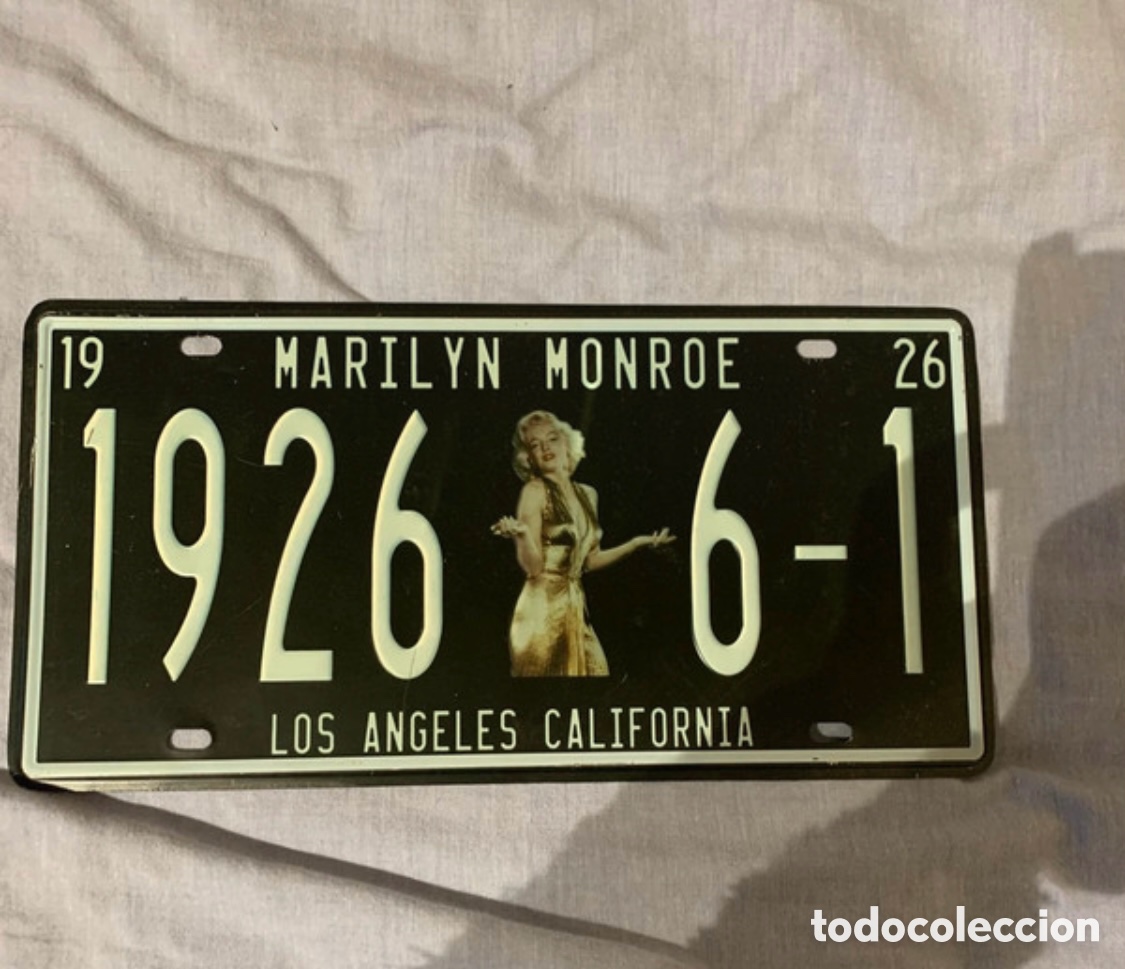 19 MARILYN MONROE 26
1926 6-1
LOS ANGELES CALIFORNIA
todocoleccion